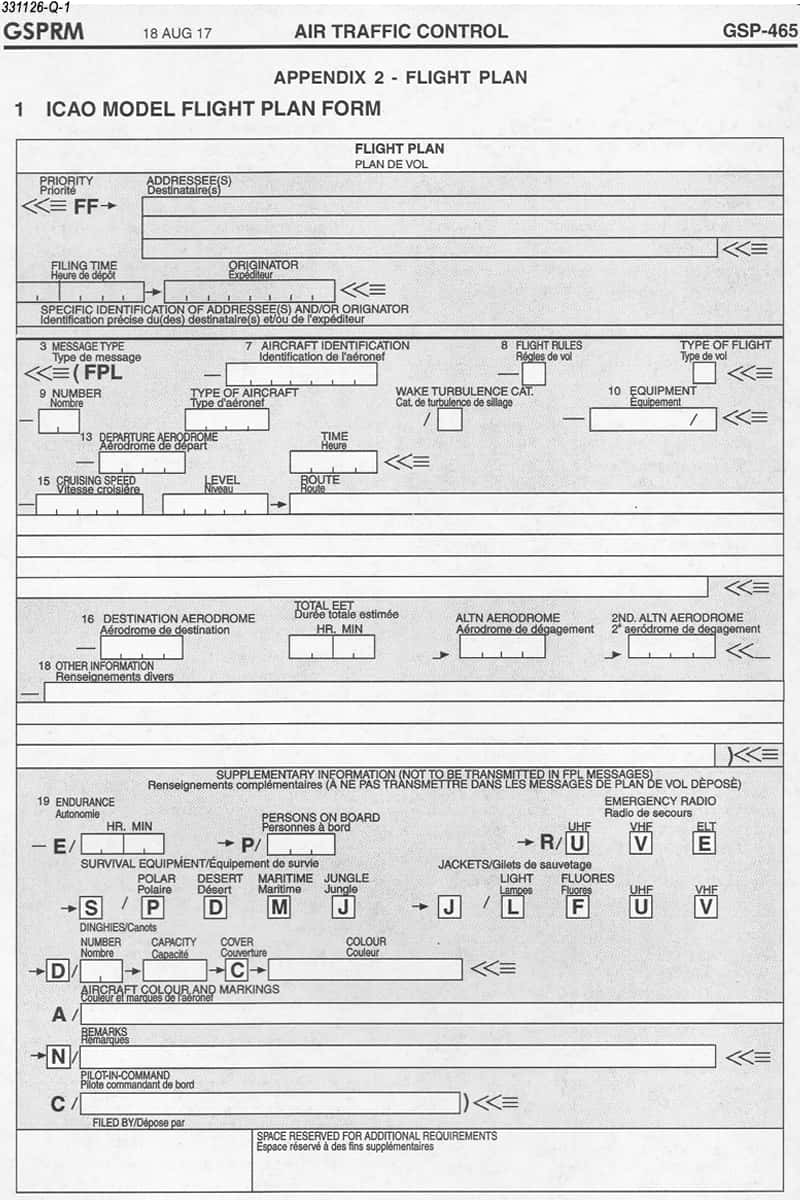 331126-Q-1
GSPRM 18 AUG 17 AIR TRAFFIC CONTROL GSP-465
APPENDIX 2 - FLIGHT PLAN
1 ICAO MODEL FLIGHT PLAN FORM
FLIGHT PLAN
PLAN DE VOL
PRIORITY ADDRESSEE(S)
Priorité Destinataire(s)
<<≡ FF→
<<≡
FILING TIME ORIGINATOR
Heure de dépôt Expéditeur
→ <<≡
SPECIFIC IDENTIFICATION OF ADDRESSEE(S) AND/OR ORIGNATOR
Identification précise du(des) destinataire(s) et/ou de l'expéditeur
3 MESSAGE TYPE 7 AIRCRAFT IDENTIFICATION 8 FLIGHT RULES TYPE OF FLIGHT
Type de message Identification de l'aéronef Régles de vol Type de vol
<<≡ (FPL — — <<≡
9 NUMBER TYPE OF AIRCRAFT WAKE TURBULENCE CAT. 10 EQUIPMENT
Nombre Type d'aéronef Cat. de turbulence de sillage Équipement
— / — / <<≡
13 DEPARTURE AERODROME TIME
Aérodrome de départ Heure
— <<≡
15 CRUISING SPEED LEVEL ROUTE
Vitesse croisière Niveau Route
— →
<<≡
16 DESTINATION AERODROME TOTAL EET ALTN AERODROME 2ND. ALTN AERODROME
Aérodrome de destination Durée totale estimée Aérodrome de dégagement 2e aeródrome de degagement
HR. MIN
— → → <<
18 OTHER INFORMATION
Renseignements divers
—
)<<≡
SUPPLEMENTARY INFORMATION (NOT TO BE TRANSMITTED IN FPL MESSAGES)
Renseignements complémentaires (À NE PAS TRANSMETTRE DANS LES MESSAGES DE PLAN DE VOL DÈPOSÈ)
19 ENDURANCE EMERGENCY RADIO
Autonomie PERSONS ON BOARD Radio de secours
HR. MIN Personnes à bord UHF VHF ELT
— E/ → P/ → R/ U V E
SURVIVAL EQUIPMENT/Équipement de survie JACKETS/Gilets de sauvetage
POLAR DESERT MARITIME JUNGLE LIGHT FLUORES
Polaire Désert Maritime Jungle Lampes Fluores UHF VHF
→ S / P D M J → J / L F U V
DINGHIES/Canots
NUMBER CAPACITY COVER COLOUR
Nombre Capacité Couverture Couleur
→ D / → → C → <<≡
AIRCRAFT COLOUR AND MARKINGS
Couleur et marques de l'aéronef
A /
REMARKS
Remarques
→ N / <<≡
PILOT-IN-COMMAND
Pilote commandant de bord
C / ) <<≡
FILED BY/Dépose par
SPACE RESERVED FOR ADDITIONAL REQUIREMENTS
Espace réservé à des fins supplémentaires